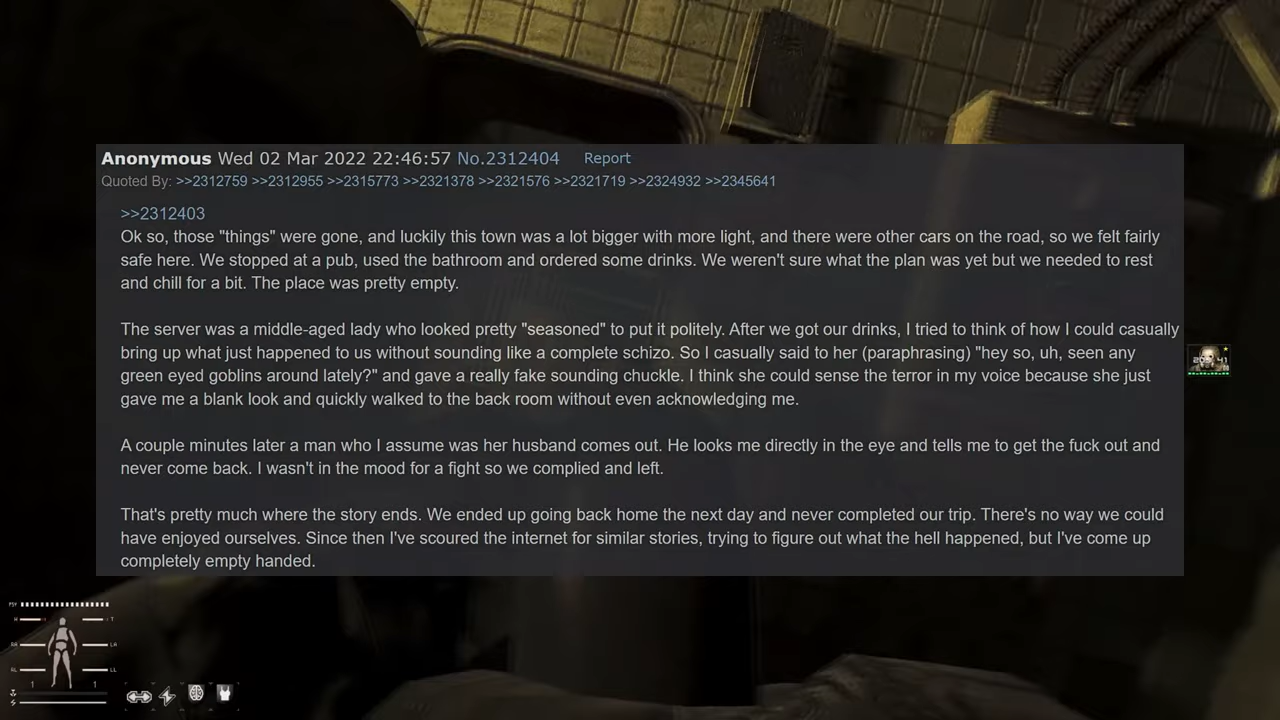 Anonymous Wed 02 Mar 2022 22:46:57 No.2312404 Report
Quoted By: >>2312759 >>2312955 >>2315773 >>2321378 >>2321576 >>2321719 >>2324932 >>2345641
>>2312403
Ok so, those "things" were gone, and luckily this town was a lot bigger with more light, and there were other cars on the road, so we felt fairly
safe here. We stopped at a pub, used the bathroom and ordered some drinks. We weren't sure what the plan was yet but we needed to rest
and chill for a bit. The place was pretty empty.
The server was a middle-aged lady who looked pretty "seasoned" to put it politely. After we got our drinks, I tried to think of how I could casually
bring up what just happened to us without sounding like a complete schizo. So I casually said to her (paraphrasing) "hey so, uh, seen any
green eyed goblins around lately?" and gave a really fake sounding chuckle. I think she could sense the terror in my voice because she just
gave me a blank look and quickly walked to the back room without even acknowledging me.
A couple minutes later a man who I assume was her husband comes out. He looks me directly in the eye and tells me to get the fuck out and
never come back. I wasn't in the mood for a fight so we complied and left.
That's pretty much where the story ends. We ended up going back home the next day and never completed our trip. There's no way we could
have enjoyed ourselves. Since then I've scoured the internet for similar stories, trying to figure out what the hell happened, but I've come up
completely empty handed.
PSY
H T
RA LA
RL LL
1 1